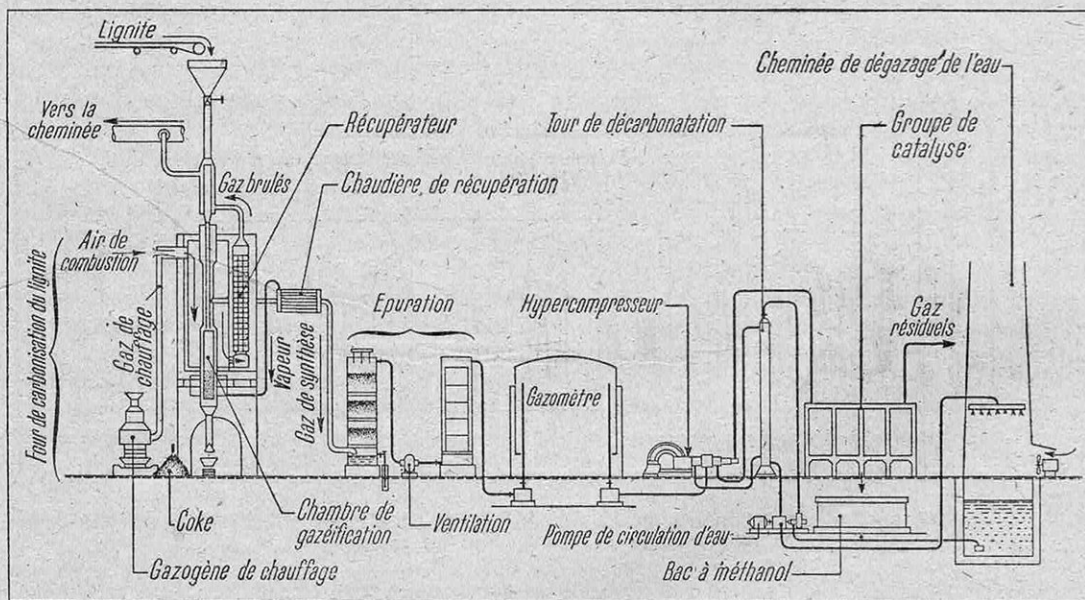 Lignite
Vers la
cheminée
Récupérateur
Gaz brulés
Chaudière, de récupération
Air de
combustion
Four de carbonisation du lignite
Gaz de
chauffage
Vapeur
Gaz de synthèse
Epuration
Gazomètre
Hypercompresseur
Tour de décarbonatation
Groupe de
catalyse
Cheminée de dégazage de l'eau
Gaz
résiduels
Coke
Chambre de
gazéification
Ventilation
Gazogène de chauffage
Pompe de circulation d'eau
Bac à méthanol